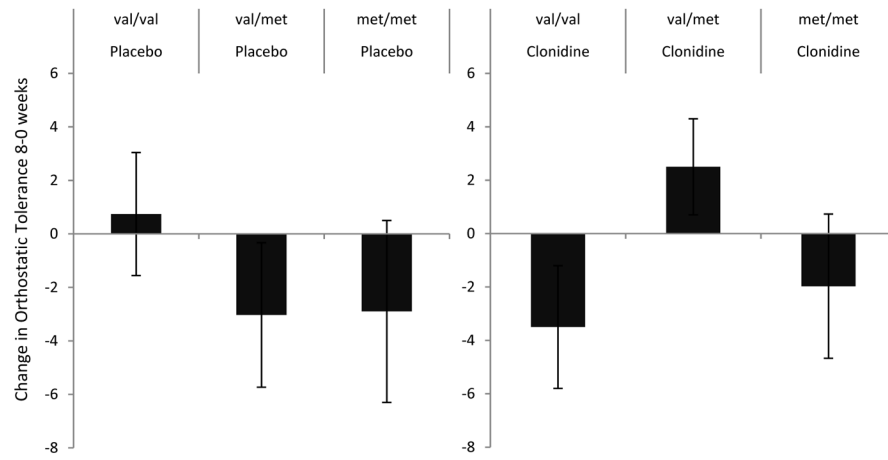 val/val val/met met/met val/val val/met met/met
Placebo Placebo Placebo Clonidine Clonidine Clonidine
Change in Orthostatic Tolerance 8-0 weeks
6 6
4 4
2 2
0 0
-2 -2
-4 -4
-6 -6
-8 -8